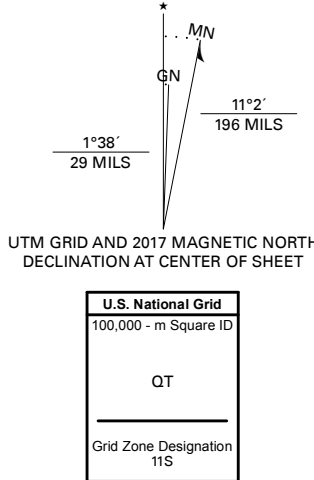 ★
MN
GN
11°2´
196 MILS
1°38´
29 MILS
UTM GRID AND 2017 MAGNETIC NORTH
DECLINATION AT CENTER OF SHEET
U.S. National Grid
100,000 - m Square ID
QT
Grid Zone Designation
11S